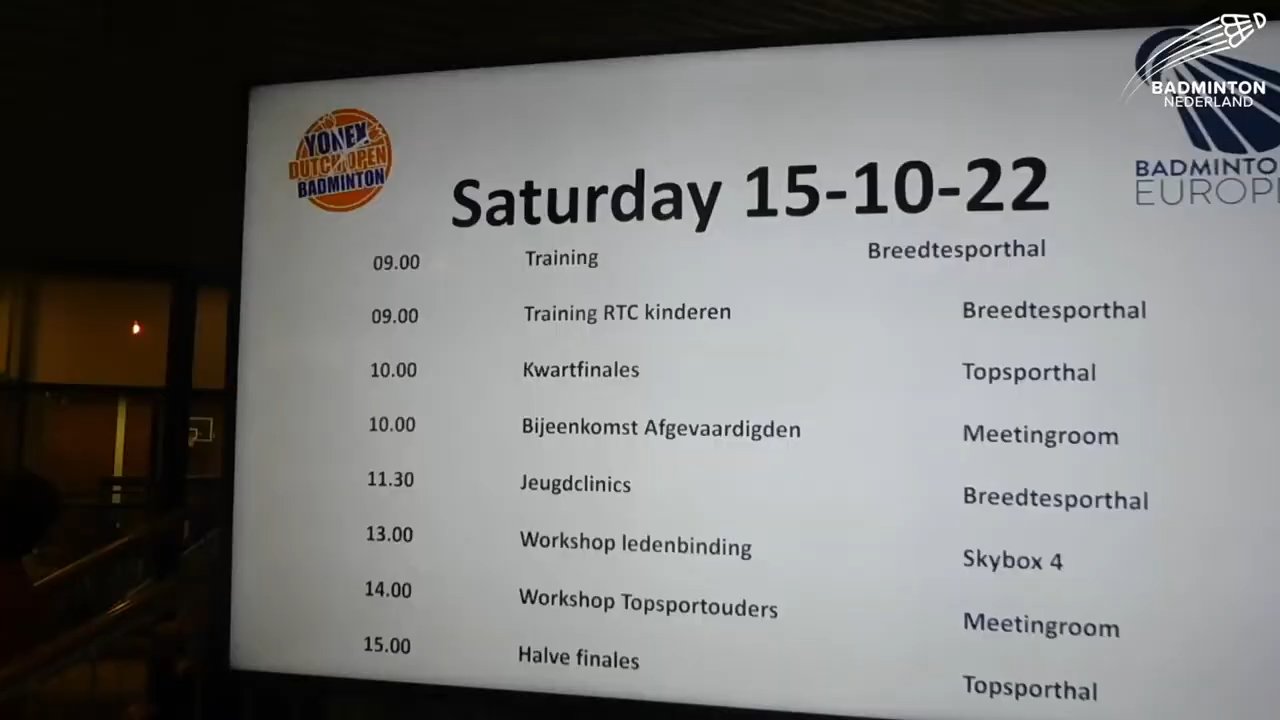 BADMINTON
NEDERLAND
YONEX
DUTCH OPEN
BADMINTON
BADMINTO
EUROP
Saturday 15-10-22
09.00 Training Breedtesporthal
09.00 Training RTC kinderen Breedtesporthal
10.00 Kwartfinales Topsporthal
10.00 Bijeenkomst Afgevaardigden Meetingroom
11.30 Jeugdclinics Breedtesporthal
13.00 Workshop ledenbinding Skybox 4
14.00 Workshop Topsportouders Meetingroom
15.00 Halve finales Topsporthal